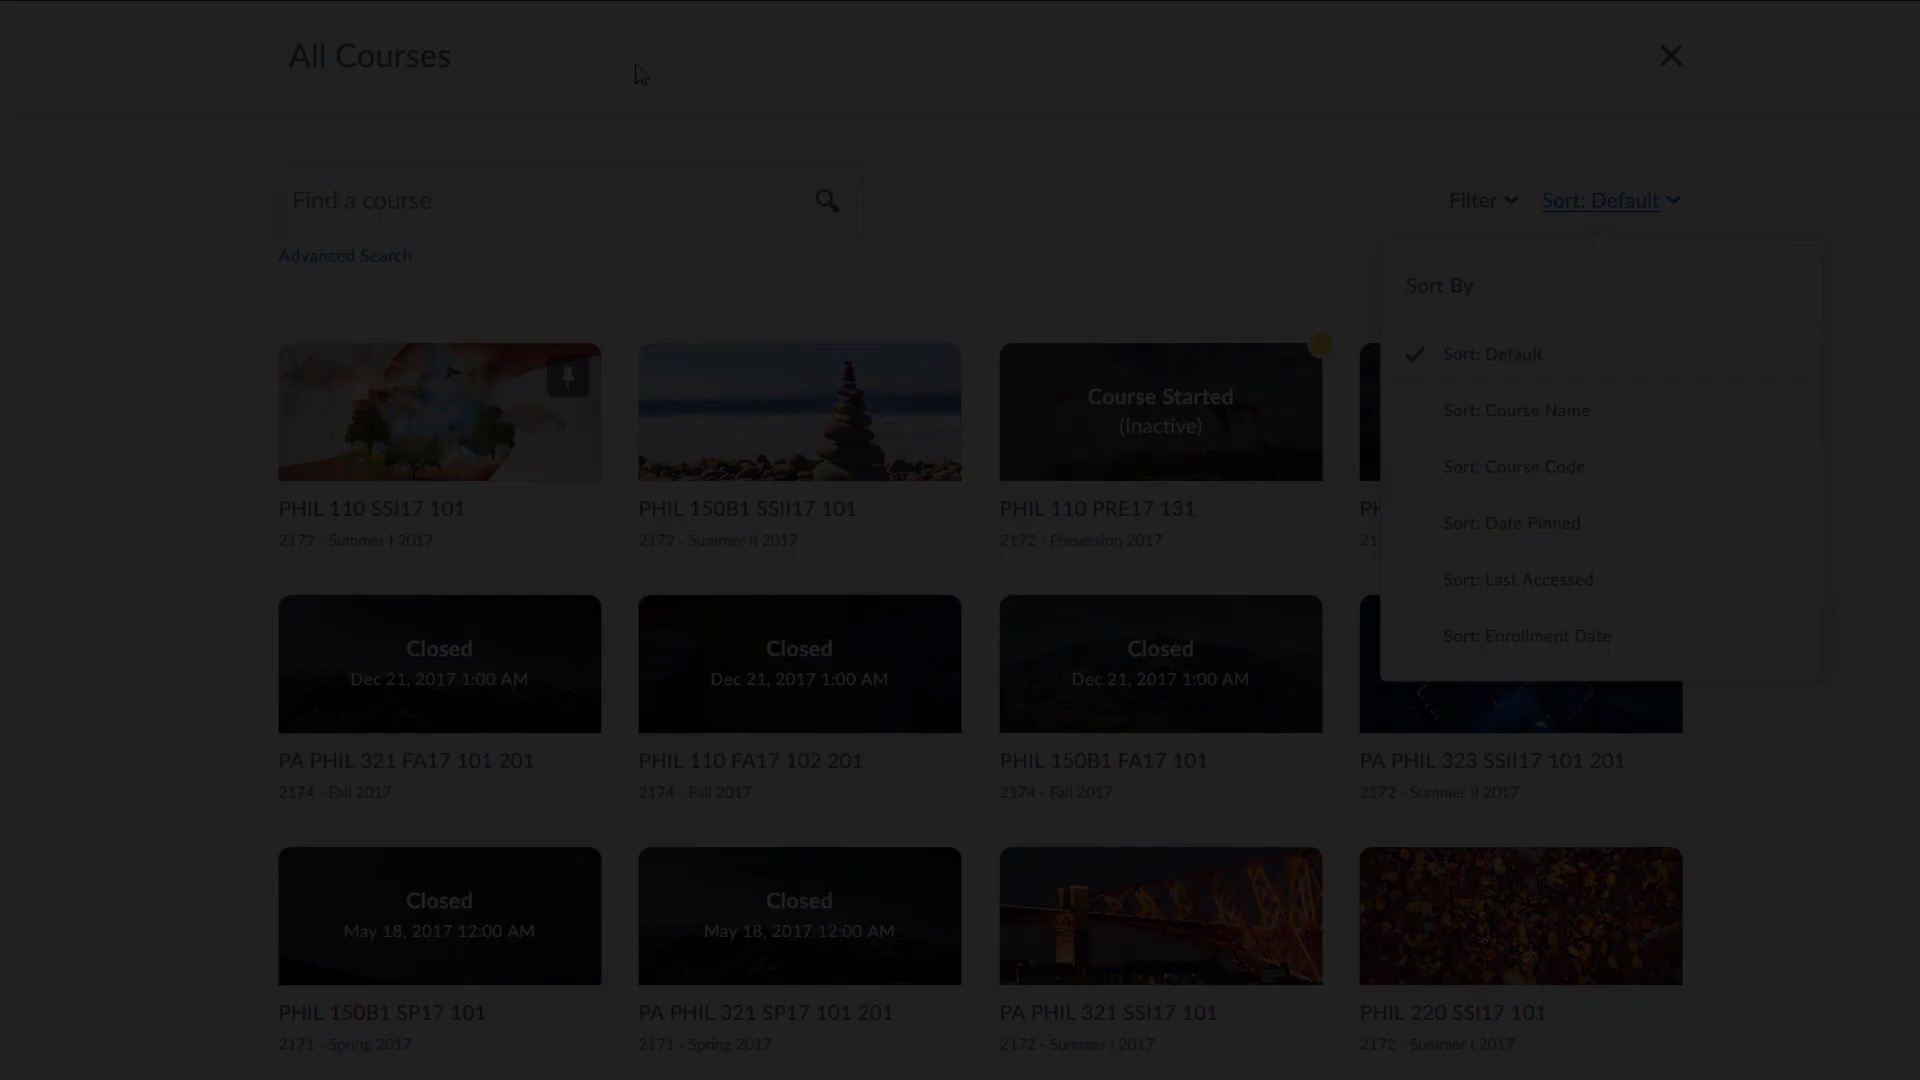 All Courses
Find a course
Filter
Sort: Default
Advanced Search
Sort By
Sort: Default
Sort: Course Name
Sort: Course Code
Sort: Date Pinned
Sort: Last Accessed
Sort: Enrollment Date
PHIL 110 SSI17 101
2172 - Summer I 2017
PHIL 150B1 SSII17 101
2172 - Summer II 2017
Course Started
(Inactive)
PHIL 110 PRE17 131
2172 - Presession 2017
Closed
Dec 21, 2017 1:00 AM
PA PHIL 321 FA17 101 201
2174 - Fall 2017
Closed
Dec 21, 2017 1:00 AM
PHIL 110 FA17 102 201
2174 - Fall 2017
Closed
Dec 21, 2017 1:00 AM
PHIL 150B1 FA17 101
2174 - Fall 2017
PA PHIL 323 SSII17 101 201
2172 - Summer II 2017
Closed
May 18, 2017 12:00 AM
PHIL 150B1 SP17 101
2171 - Spring 2017
Closed
May 18, 2017 12:00 AM
PA PHIL 321 SP17 101 201
2171 - Spring 2017
PA PHIL 321 SSI17 101
2172 - Summer I 2017
PHIL 220 SSI17 101
2172 - Summer I 2017